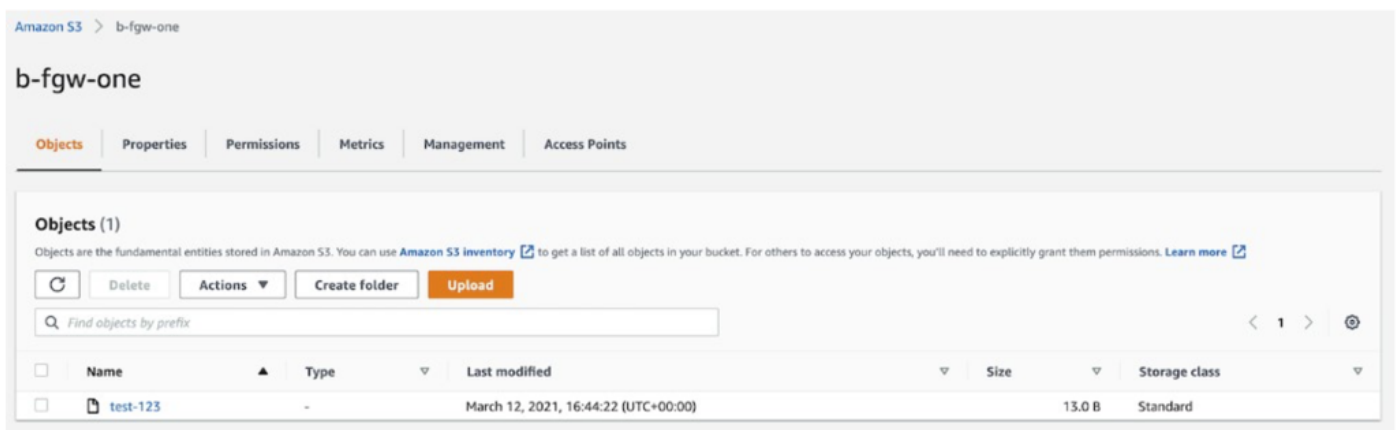 Amazon S3 > b-fgw-one
b-fgw-one
Objects Properties Permissions Metrics Management Access Points
Objects (1)
Objects are the fundamental entities stored in Amazon S3. You can use Amazon S3 inventory to get a list of all objects in your bucket. For others to access your objects, you'll need to explicitly grant them permissions. Learn more
Delete Actions Create folder Upload
Find objects by prefix < 1 >
Name Type Last modified Size Storage class
test-123 - March 12, 2021, 16:44:22 (UTC+00:00) 13.0 B Standard